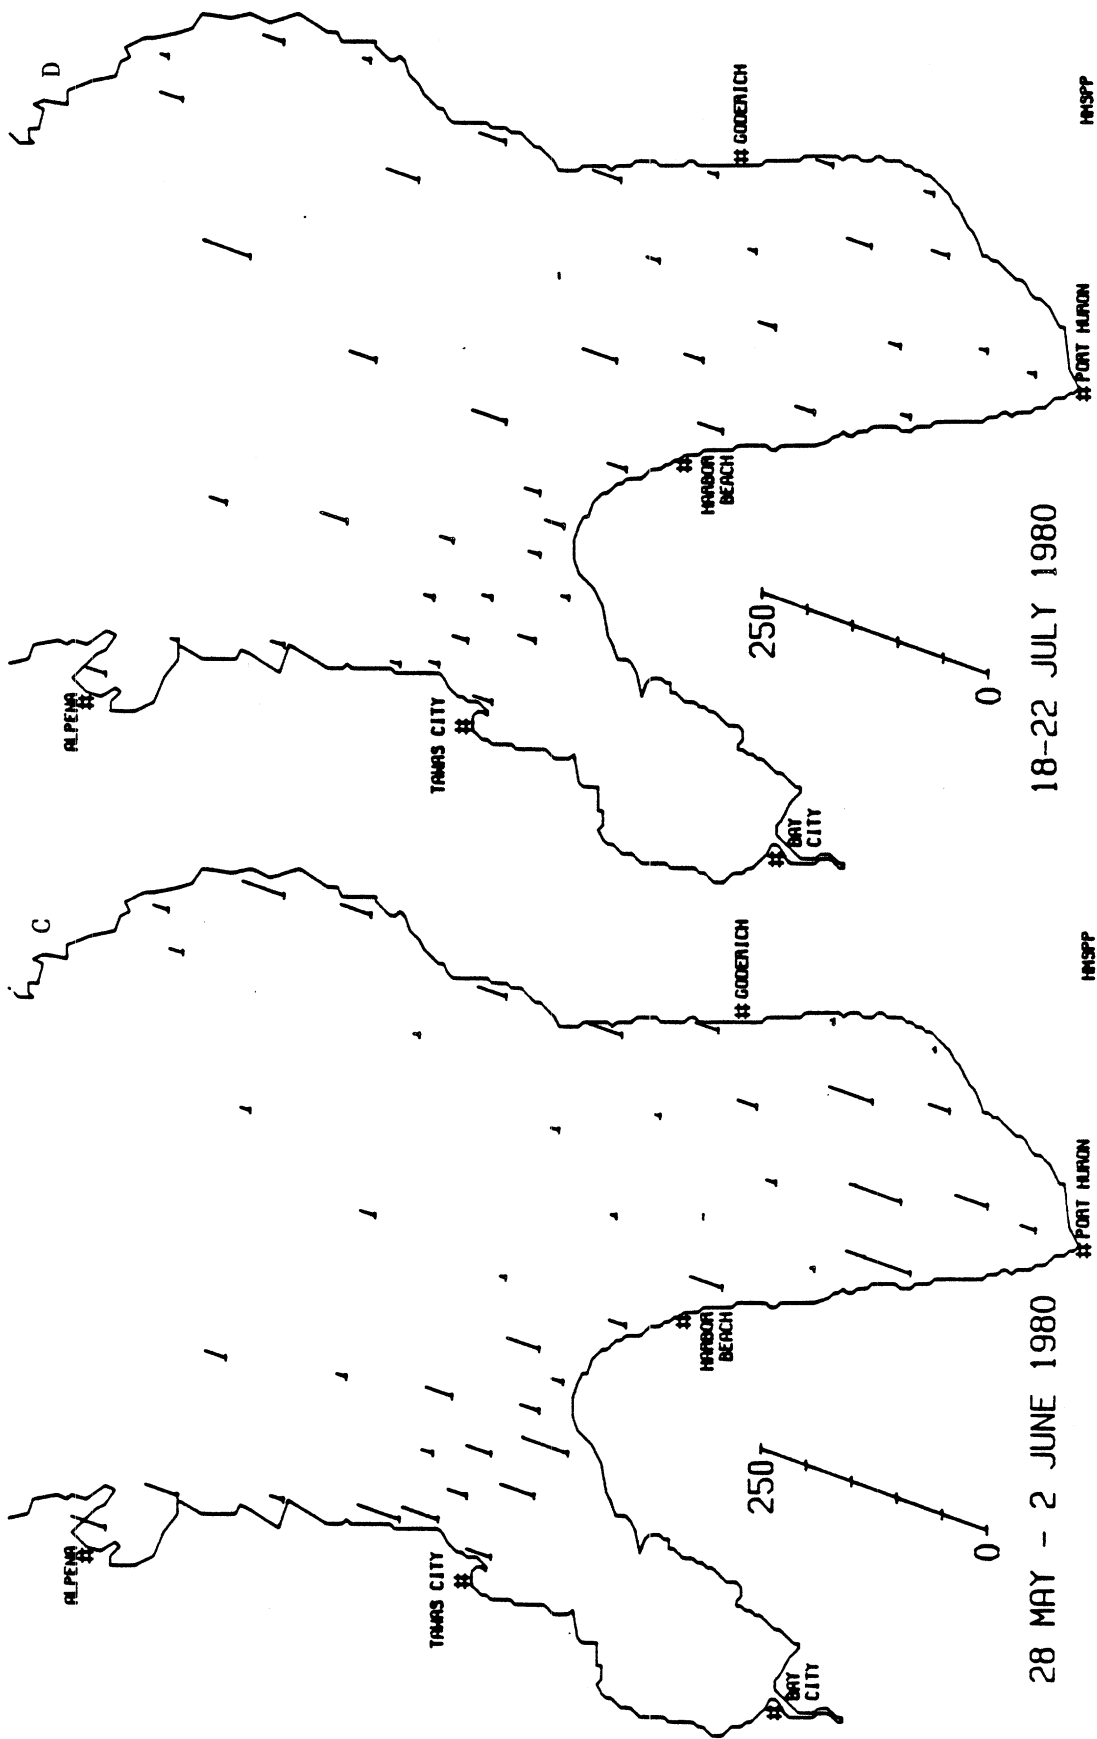 D
ALPENA
TAWAS CITY
BAY
CITY
HARBOR
BEACH
GODERICH
PORT HURON
250
0
18-22 JULY 1980
HMSPP
C
ALPENA
TAWAS CITY
BAY
CITY
HARBOR
BEACH
GODERICH
PORT HURON
250
0
28 MAY - 2 JUNE 1980
HMSPP